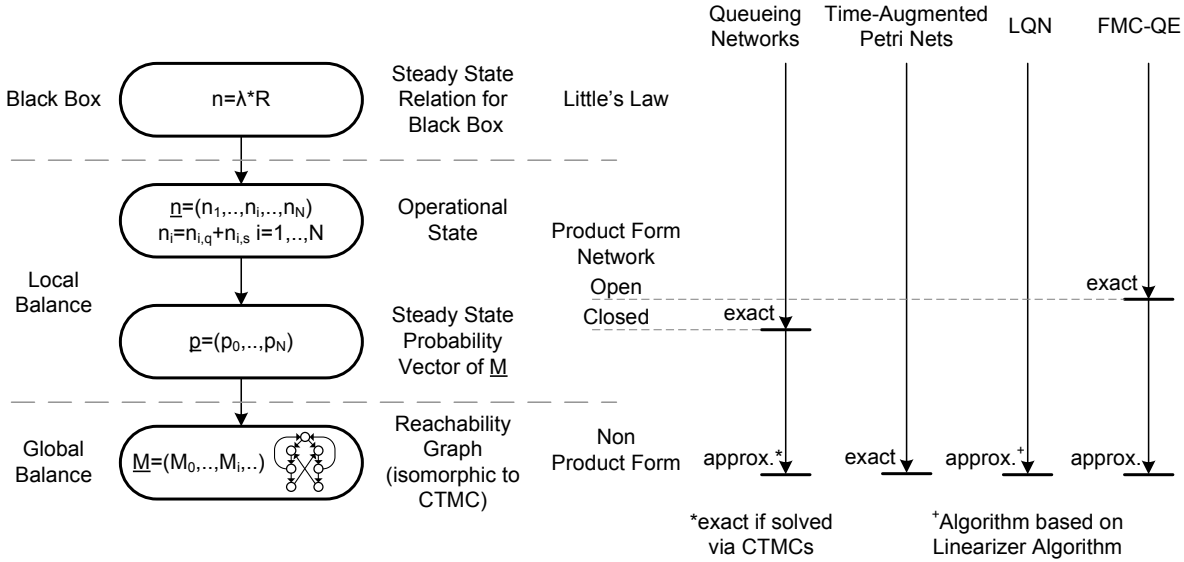 Queueing
Networks
Time-Augmented
Petri Nets
LQN
FMC-QE
Black Box
n=λ*R
Steady State
Relation for
Black Box
Little's Law
Local
Balance
n=(n1,..,ni,..,nN)
ni=ni,q+ni,s i=1,..,N
Operational
State
Product Form
Network
Open
Closed
exact
exact
p=(p0,..,pN)
Steady State
Probability
Vector of M
Global
Balance
M=(M0,..,Mi,..)
Reachability
Graph
(isomorphic to
CTMC)
Non
Product Form
approx.*
exact
approx.+
approx.
*exact if solved
via CTMCs
+Algorithm based on
Linearizer Algorithm